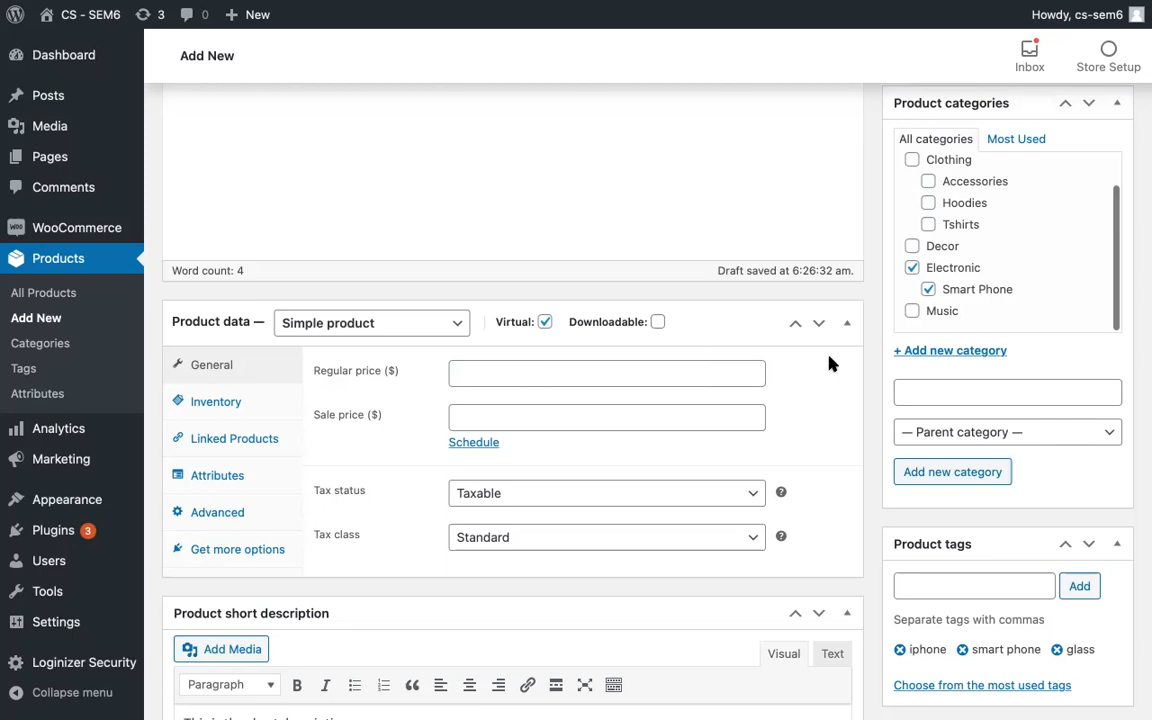 CS - SEM6 3 0 New Howdy, cs-sem6
Add New Inbox Store Setup
Dashboard
Posts
Media
Pages
Comments
WooCommerce
Products
All Products
Add New
Categories
Tags
Attributes
Analytics
Marketing
Appearance
Plugins 3
Users
Tools
Settings
Loginizer Security
Collapse menu
Word count: 4 Draft saved at 6:26:32 am.
Product data — Simple product Virtual: Downloadable:
General
Inventory
Linked Products
Attributes
Advanced
Get more options
Regular price ($)
Sale price ($)
Schedule
Tax status Taxable
Tax class Standard
Product short description
Add Media Visual Text
Paragraph
Product categories
All categories Most Used
Clothing
Accessories
Hoodies
Tshirts
Decor
Electronic
Smart Phone
Music
+ Add new category
— Parent category —
Add new category
Product tags
Add
Separate tags with commas
iphone smart phone glass
Choose from the most used tags